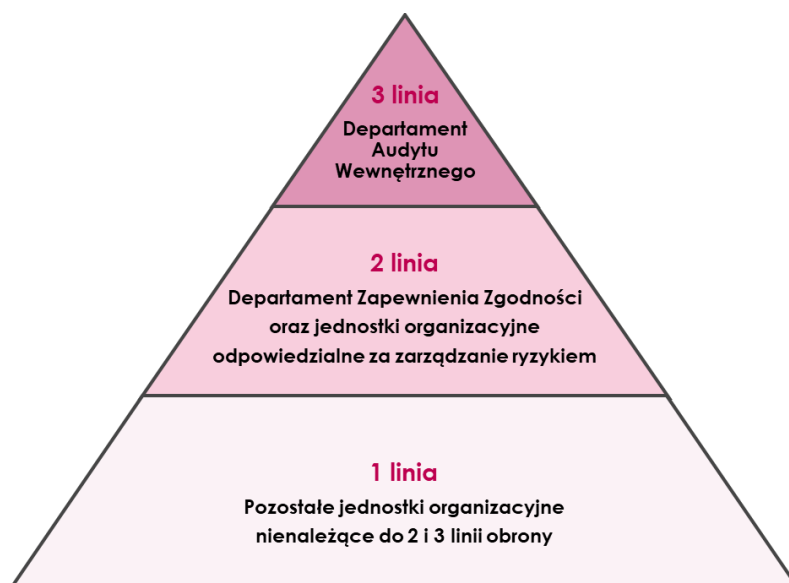 3 linia
Departament
Audytu
Wewnętrznego
2 linia
Departament Zapewnienia Zgodności
oraz jednostki organizacyjne
odpowiedzialne za zarządzanie ryzykiem
1 linia
Pozostałe jednostki organizacyjne
nienależące do 2 i 3 linii obrony